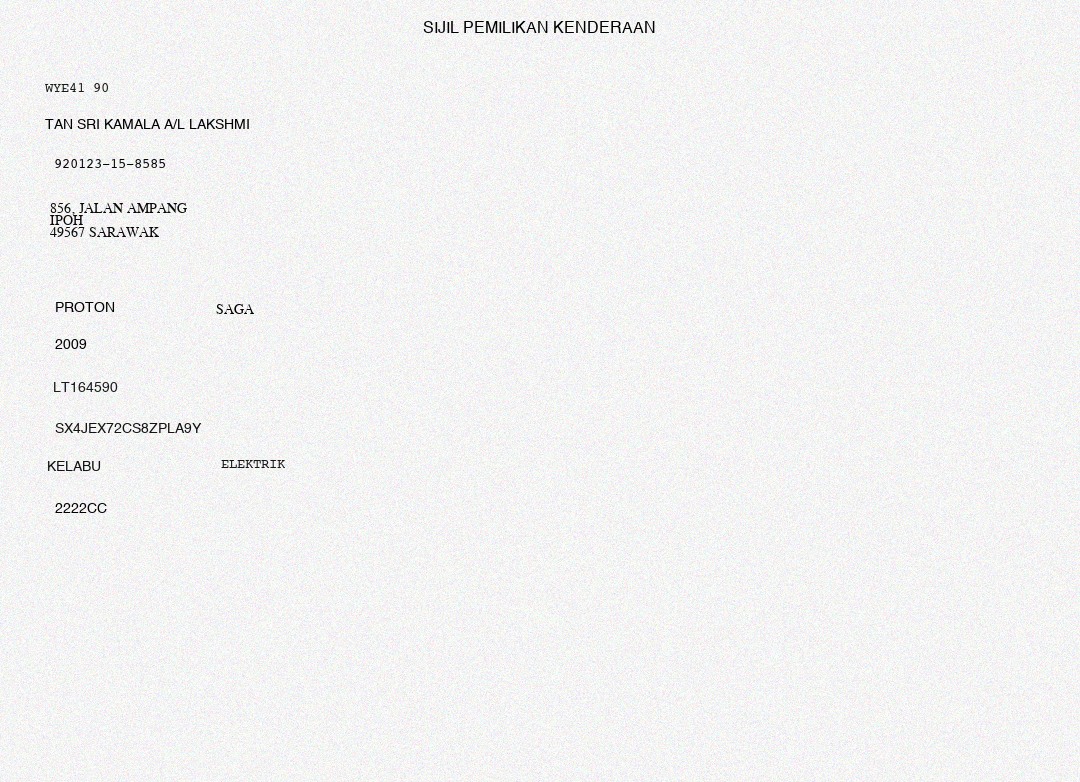 SIJIL PEMILIKAN KENDERAAN
WYE41 90
TAN SRI KAMALA A/L LAKSHMI
920123-15-8585
856, JALAN AMPANG
IPOH
49567 SARAWAK
PROTON SAGA
2009
LT164590
SX4JEX72CS8ZPLA9Y
KELABU ELEKTRIK
2222CC